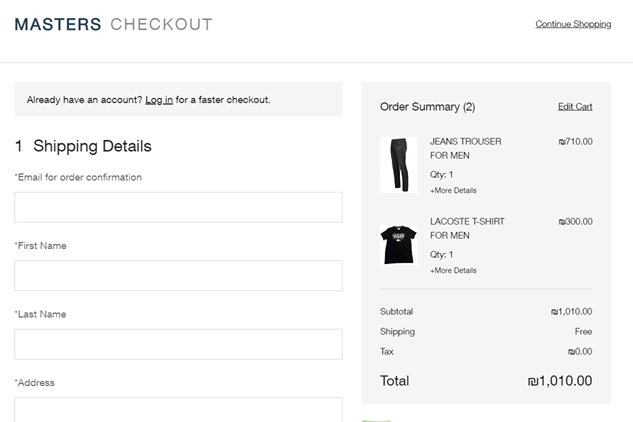 MASTERS CHECKOUT
Continue Shopping
Already have an account? Log in for a faster checkout.
1 Shipping Details
*Email for order confirmation
*First Name
*Last Name
*Address
Order Summary (2)
Edit Cart
JEANS TROUSER
FOR MEN
₪710.00
Qty: 1
+More Details
LACOSTE T-SHIRT
FOR MEN
₪300.00
Qty: 1
+More Details
Subtotal ₪1,010.00
Shipping Free
Tax ₪0.00
Total ₪1,010.00